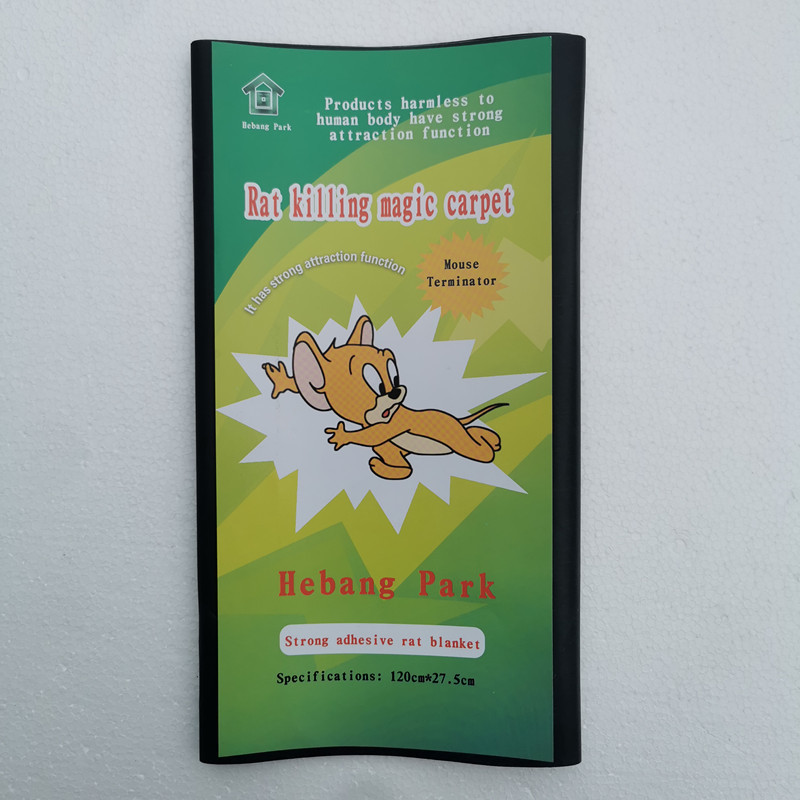 Hebang Park
Products harmless to
human body have strong
attraction function
Rat killing magic carpet
It has strong attraction function
Mouse
Terminator
Hebang Park
Strong adhesive rat blanket
Specifications: 120cm*27.5cm